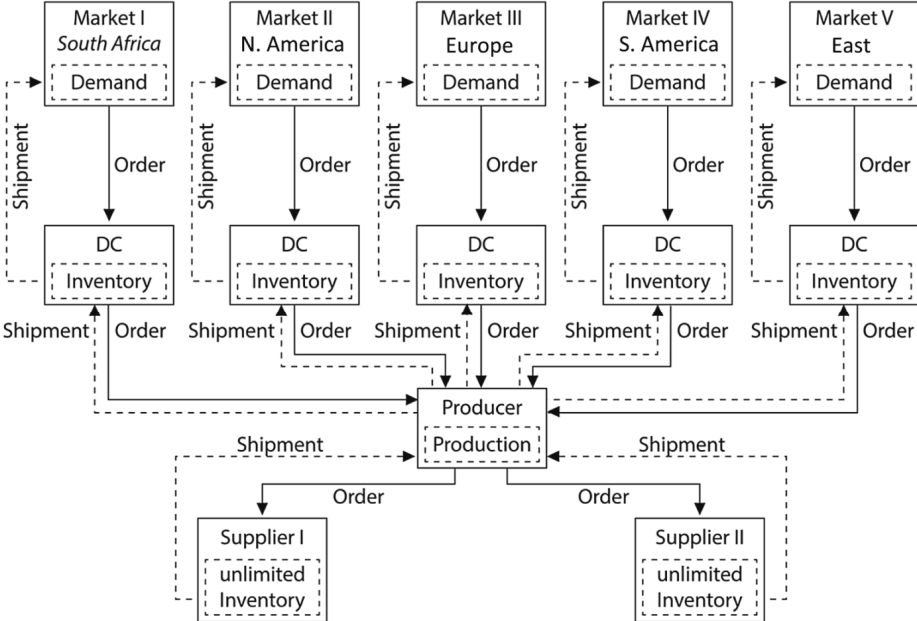 Market I
South Africa
Demand
Market II
N. America
Demand
Market III
Europe
Demand
Market IV
S. America
Demand
Market V
East
Demand
Shipment
Order
Shipment
Order
Shipment
Order
Shipment
Order
Shipment
Order
DC
Inventory
DC
Inventory
DC
Inventory
DC
Inventory
DC
Inventory
Shipment
Order
Shipment
Order
Shipment
Order
Shipment
Order
Shipment
Order
Producer
Production
Shipment
Shipment
Order
Order
Supplier I
unlimited
Inventory
Supplier II
unlimited
Inventory